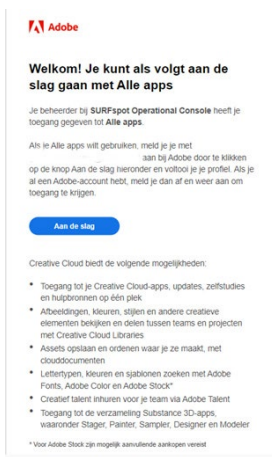 Adobe
Welkom! Je kunt als volgt aan de
slag gaan met Alle apps
Je beheerder bij SURFspot Operational Console heeft je
toegang gegeven tot Alle apps.
Als je Alle apps wilt gebruiken, meld je je met
aan bij Adobe door te klikken
op de knop Aan de slag hieronder en voltooi je je profiel. Als je
al een Adobe-account hebt, meld je dan af en weer aan om
toegang te krijgen.
Aan de slag
Creative Cloud biedt de volgende mogelijkheden:
* Toegang tot je Creative Cloud-apps, updates, zelfstudies
en hulpbronnen op één plek
* Afbeeldingen, kleuren, stijlen en andere creatieve
elementen bekijken en delen tussen teams en projecten
met Creative Cloud Libraries
* Assets opslaan en ordenen waar je ze maakt, met
clouddocumenten
* Lettertypen, kleuren en sjablonen zoeken met Adobe
Fonts, Adobe Color en Adobe Stock*
* Creatief talent inhuren voor je team via Adobe Talent
* Toegang tot de verzameling Substance 3D-apps,
waaronder Stager, Painter, Sampler, Designer en Modeler
* Voor Adobe Stock zijn mogelijk aanvullende aankopen vereist